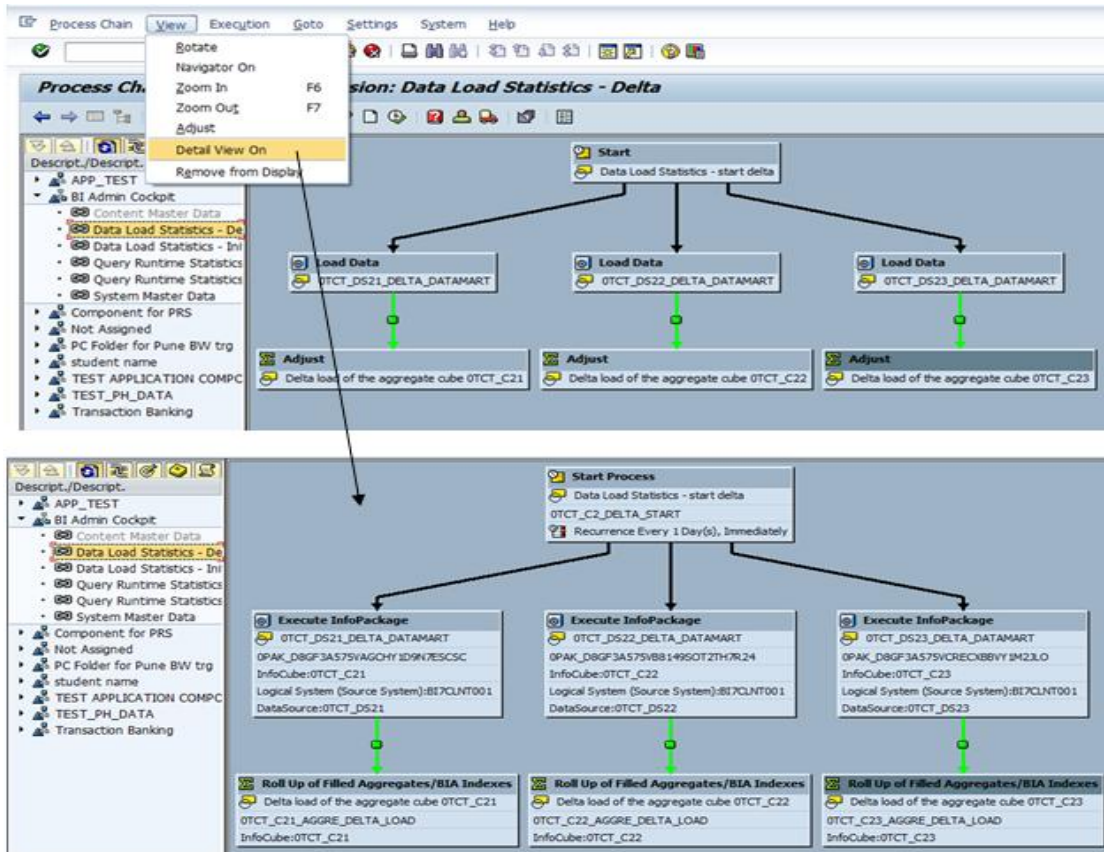 Process Chain View Execution Goto Settings System Help
Rotate
Navigator On
Zoom In F6
Zoom Out F7
Adjust
Detail View On
Remove from Display
Process Ch
sion: Data Load Statistics - Delta
Descript./Descript.
APP_TEST
BI Admin Cockpit
Content Master Data
Data Load Statistics - De
Data Load Statistics - Ini
Query Runtime Statistics
Query Runtime Statistics
System Master Data
Component for PRS
Not Assigned
PC Folder for Pune BW trg
student name
TEST APPLICATION COMPC
TEST_PH_DATA
Transaction Banking
Start
Data Load Statistics - start delta
Load Data
0TCT_DS21_DELTA_DATAMART
Load Data
0TCT_DS22_DELTA_DATAMART
Load Data
0TCT_DS23_DELTA_DATAMART
Adjust
Delta load of the aggregate cube 0TCT_C21
Adjust
Delta load of the aggregate cube 0TCT_C22
Adjust
Delta load of the aggregate cube 0TCT_C23
Descript./Descript.
APP_TEST
BI Admin Cockpit
Content Master Data
Data Load Statistics - De
Data Load Statistics - Ini
Query Runtime Statistics
Query Runtime Statistics
System Master Data
Component for PRS
Not Assigned
PC Folder for Pune BW trg
student name
TEST APPLICATION COMPC
TEST_PH_DATA
Transaction Banking
Start Process
Data Load Statistics - start delta
0TCT_C2_DELTA_START
Recurrence Every 1 Day(s), Immediately
Execute InfoPackage
0TCT_DS21_DELTA_DATAMART
InfoCube:0TCT_C21
Logical System (Source System):BI7CLNT001
DataSource:0TCT_DS21
Execute InfoPackage
0TCT_DS22_DELTA_DATAMART
InfoCube:0TCT_C22
Logical System (Source System):BI7CLNT001
DataSource:0TCT_DS22
Execute InfoPackage
0TCT_DS23_DELTA_DATAMART
InfoCube:0TCT_C23
Logical System (Source System):BI7CLNT001
DataSource:0TCT_DS23
Roll Up of Filled Aggregates/BIA Indexes
Delta load of the aggregate cube 0TCT_C21
0TCT_C21_AGGRE_DELTA_LOAD
InfoCube:0TCT_C21
Roll Up of Filled Aggregates/BIA Indexes
Delta load of the aggregate cube 0TCT_C22
0TCT_C22_AGGRE_DELTA_LOAD
InfoCube:0TCT_C22
Roll Up of Filled Aggregates/BIA Indexes
Delta load of the aggregate cube 0TCT_C23
0TCT_C23_AGGRE_DELTA_LOAD
InfoCube:0TCT_C23